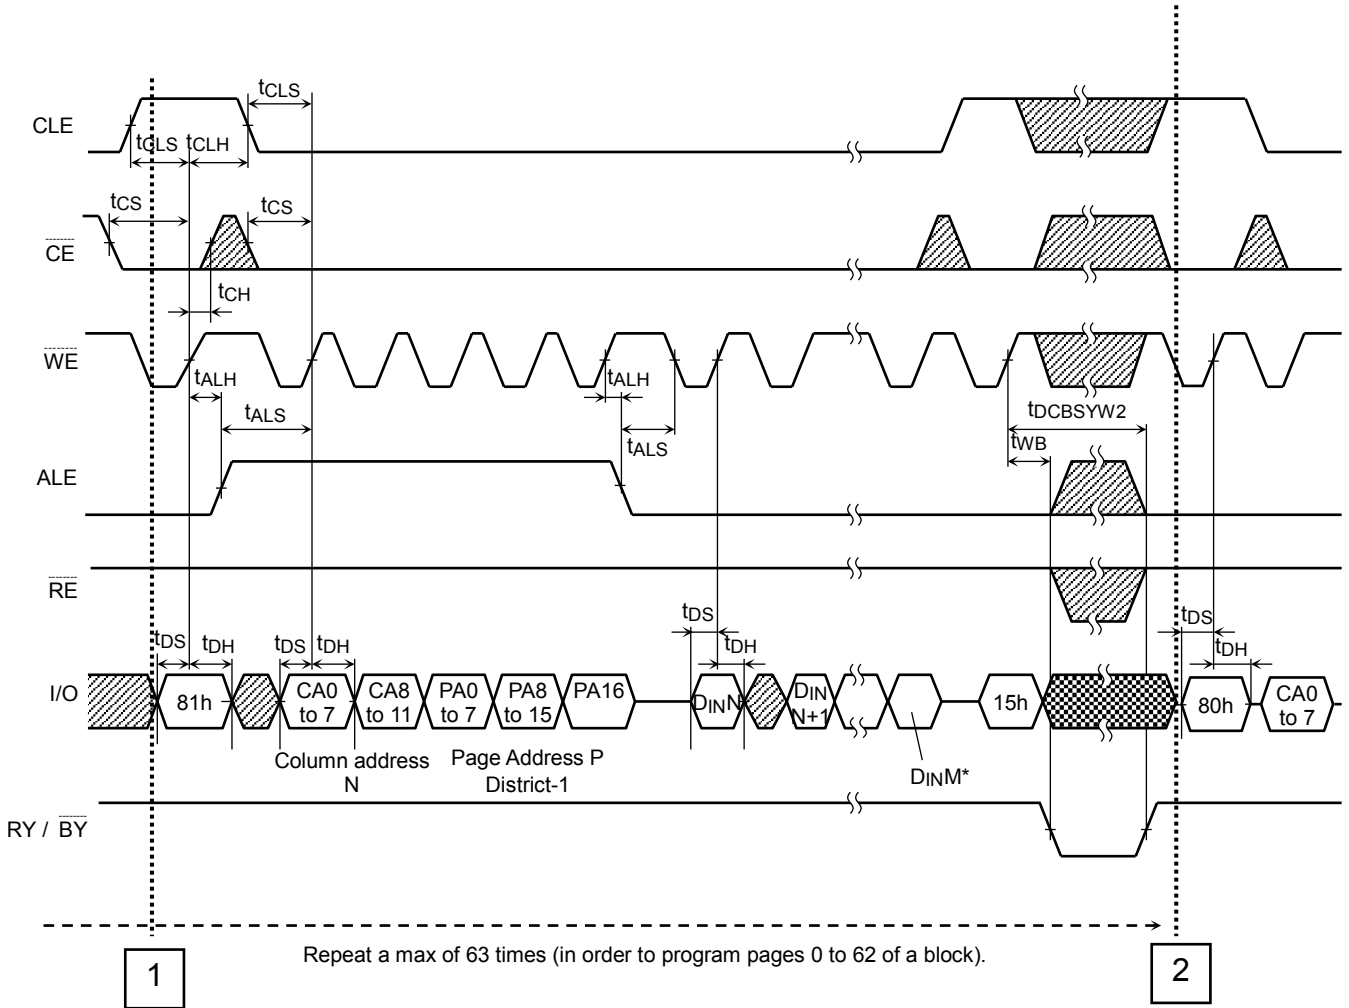 tCLS
CLE
tCLS tCLH
tCS
tCS
CE
tCH
WE
tALH
tALH
tALS
tDCBSYW2
tALS
tWB
ALE
RE
tDS
tDH
tDS
tDH
tDS
tDH
tDS
tDH
I/O
81h
CA0
to 7
CA8
to 11
PA0
to 7
PA8
to 15
PA16
DINN
DIN
N+1
15h
80h
CA0
to 7
Column address
N
Page Address P
District-1
DINM*
RY / BY
Repeat a max of 63 times (in order to program pages 0 to 62 of a block).
1
2